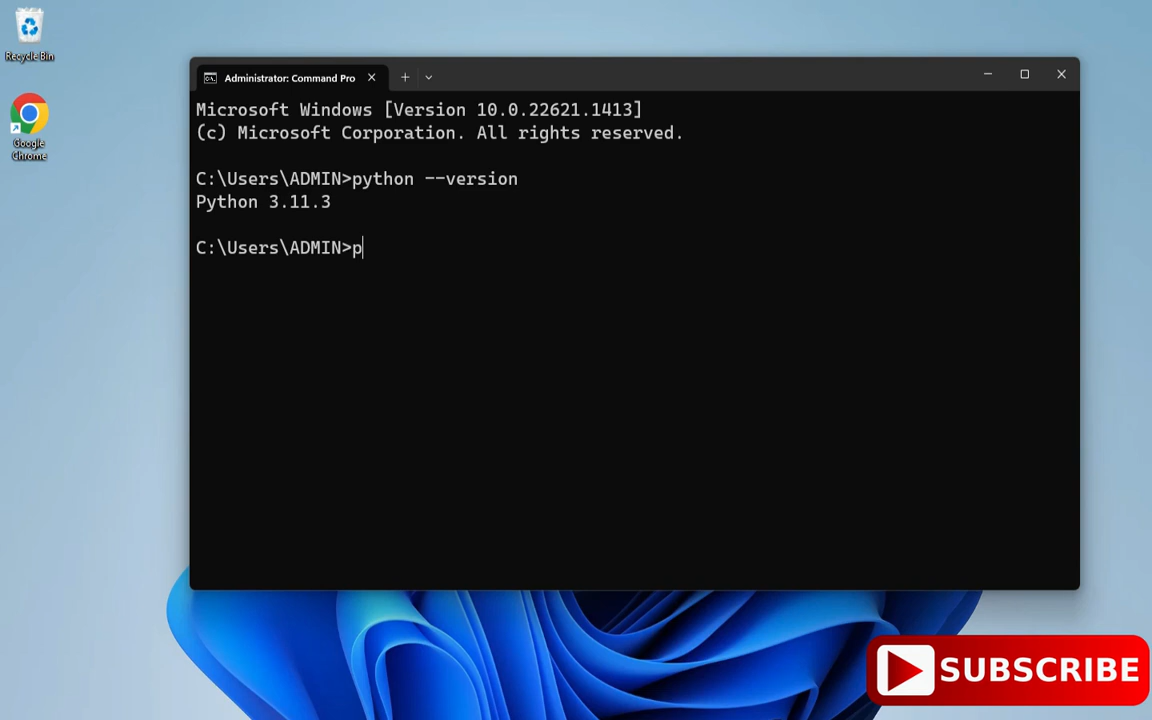 Recycle Bin
Google
Chrome
Administrator: Command Pro
Microsoft Windows [Version 10.0.22621.1413]
(c) Microsoft Corporation. All rights reserved.
C:\Users\ADMIN>python --version
Python 3.11.3
C:\Users\ADMIN>p
SUBSCRIBE